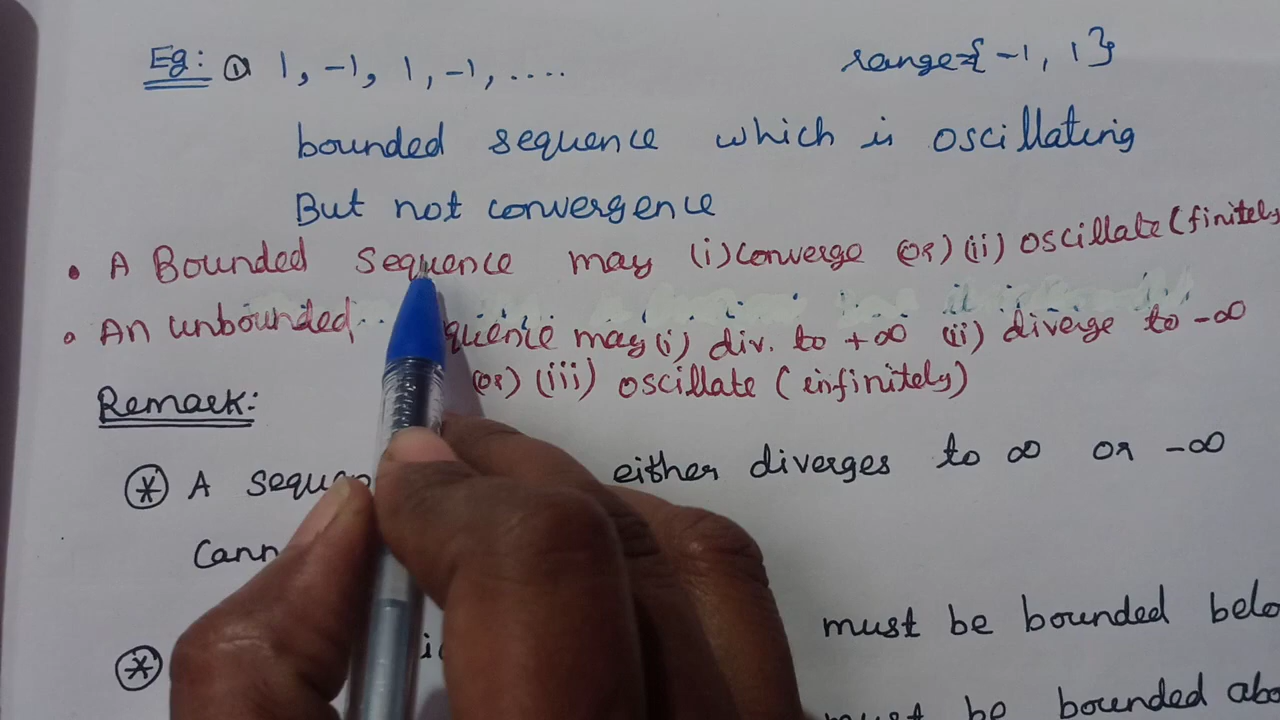 Eg: ① 1, -1, 1, -1, .... range={-1, 1}
bounded sequence which is oscillating
But not convergence
• A Bounded sequence may (i) converge (or) (ii) oscillate (finitely
• An unbounded, quence may (i) div. to +∞ (ii) diverge to -∞
(or) (iii) oscillate (infinitely)
Remark:
⊛ A sequen either diverges to ∞ or -∞
Cann
⊛ must be bounded belo
must be bounded abo